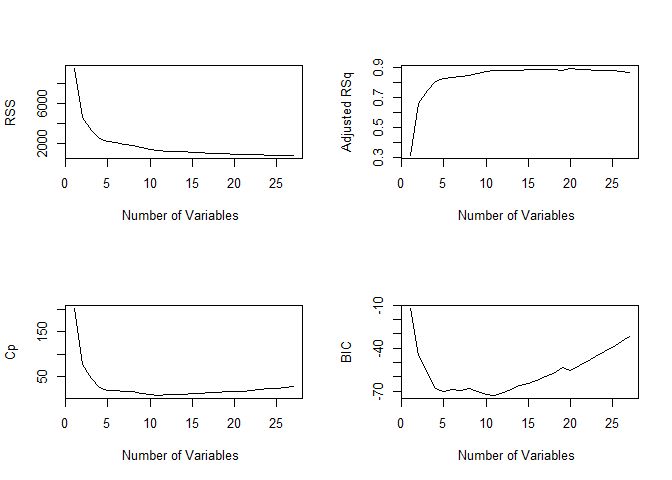 RSS
2000
6000
0 5 10 15 20 25
Number of Variables
Adjusted RSq
0.3 0.5 0.7 0.9
0 5 10 15 20 25
Number of Variables
Cp
50 150
0 5 10 15 20 25
Number of Variables
BIC
-70 -40 -10
0 5 10 15 20 25
Number of Variables